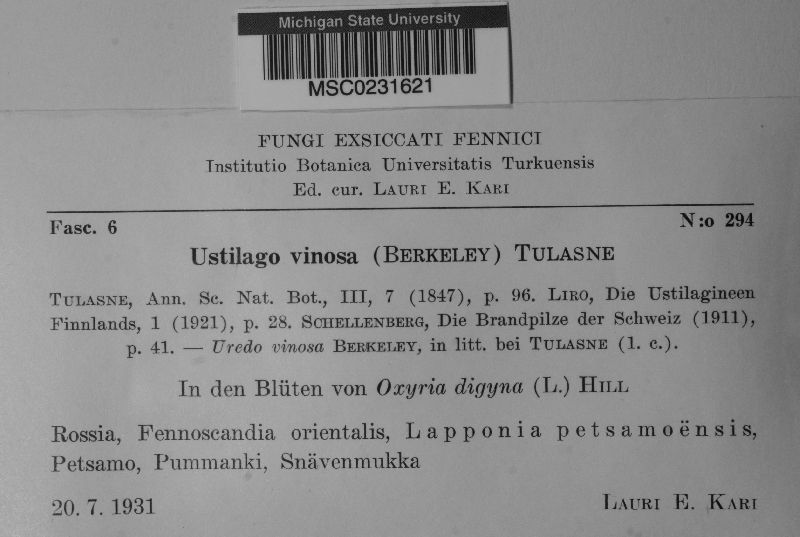 Michigan State University
MSC0231621
FUNGI EXSICCATI FENNICI
Institutio Botanica Universitatis Turkuensis
Ed. cur. LAURI E. KARI
Fasc. 6 N:o 294
Ustilago vinosa (BERKELEY) TULASNE
TULASNE, Ann. Sc. Nat. Bot., III, 7 (1847), p. 96. LIRO, Die Ustilagineen
Finnlands, 1 (1921), p. 28. SCHELLENBERG, Die Brandpilze der Schweiz (1911),
p. 41. — Uredo vinosa BERKELEY, in litt. bei TULASNE (l. c.).
In den Blüten von Oxyria digyna (L.) HILL
Rossia, Fennoscandia orientalis, Lapponia petsamoënsis,
Petsamo, Pummanki, Snävenmukka
20. 7. 1931 LAURI E. KARI